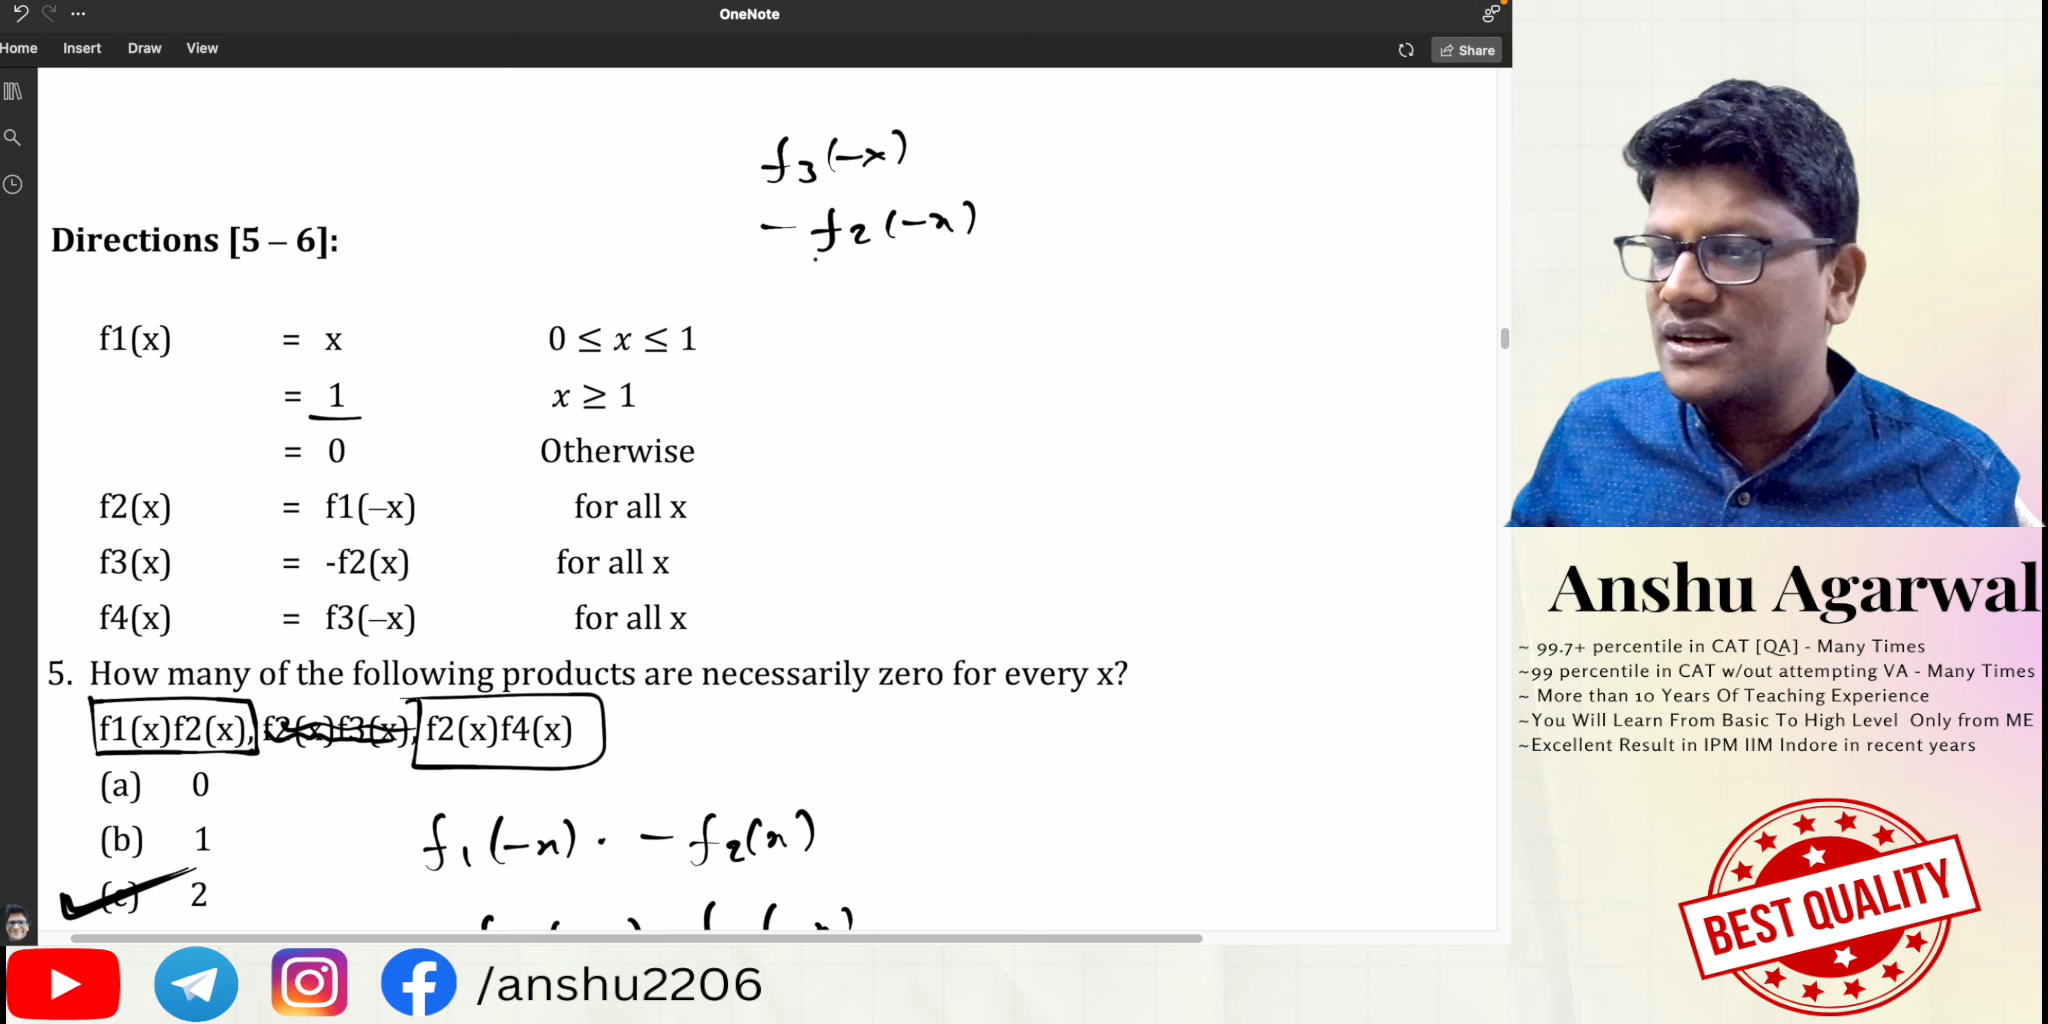 OneNote
Home Insert Draw View
Share
f3(-x)
- f2(-x)
Directions [5 – 6]:
f1(x) = x 0 ≤ x ≤ 1
= 1 x ≥ 1
= 0 Otherwise
f2(x) = f1(–x) for all x
f3(x) = -f2(x) for all x
f4(x) = f3(–x) for all x
5. How many of the following products are necessarily zero for every x?
f1(x)f2(x), f2(x)f3(x), f2(x)f4(x)
(a) 0
(b) 1
(c) 2
f1(-x) . - f2(x)
Anshu Agarwal
~ 99.7+ percentile in CAT [QA] - Many Times
~99 percentile in CAT w/out attempting VA - Many Times
~ More than 10 Years Of Teaching Experience
~You Will Learn From Basic To High Level Only from ME
~Excellent Result in IPM IIM Indore in recent years
BEST QUALITY
/anshu2206